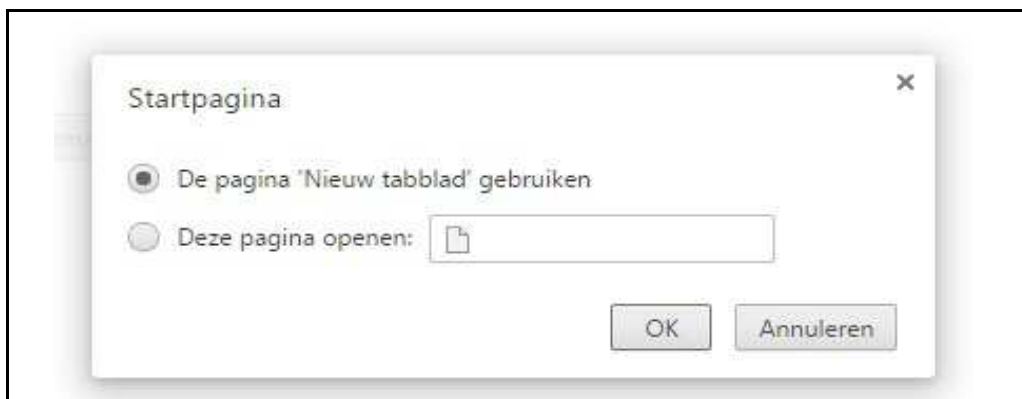 Startpagina
De pagina 'Nieuw tabblad' gebruiken
Deze pagina openen:
OK Annuleren